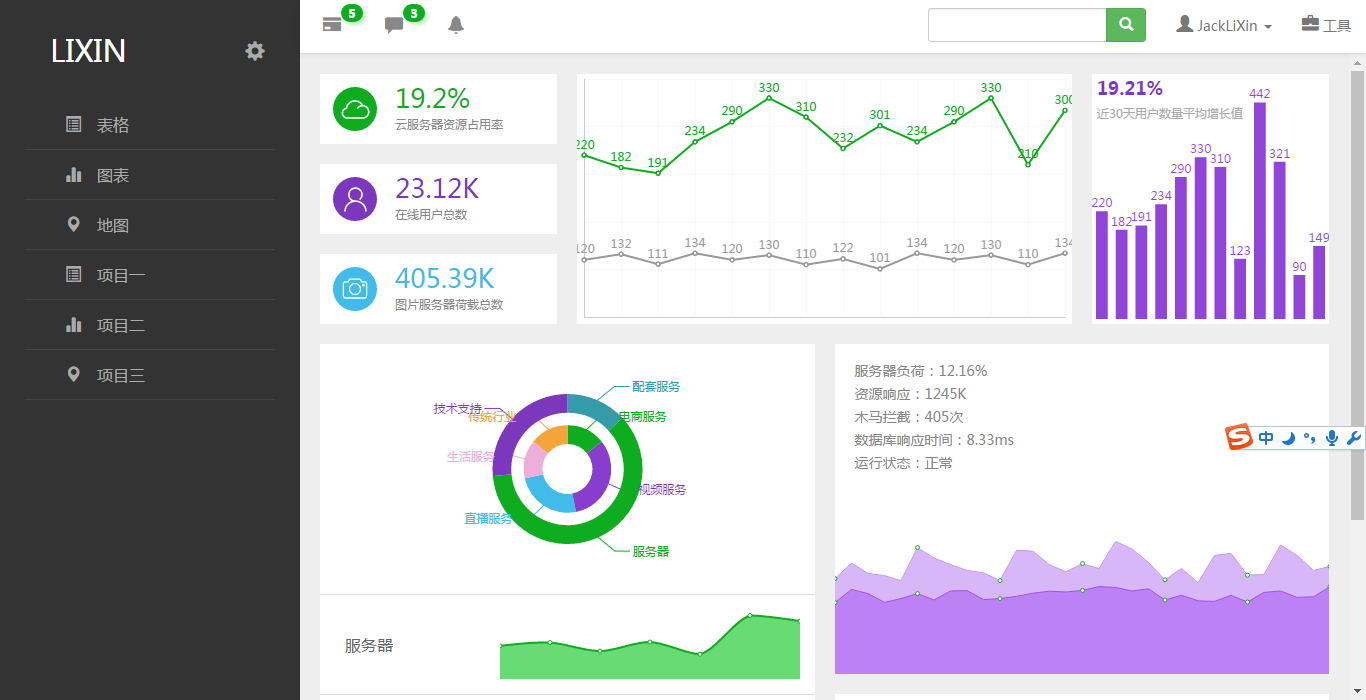 LIXIN
表格
图表
地图
项目一
项目二
项目三
5
3
JackLiXin
工具
19.2%
云服务器资源占用率
23.12K
在线用户总数
405.39K
图片服务器荷载总数
220 182 191 234 290 330 310 232 301 234 290 330 210 300
120 132 111 134 120 130 110 122 101 134 120 130 110 134
19.21%
近30天用户数量平均增长值
220 182 191 234 290 330 310 123 442 321 90 149
配套服务
技术支持
传统行业
电商服务
生活服务
视频服务
直播服务
服务器
服务器
服务器负荷：12.16%
资源响应：1245K
木马拦截：405次
数据库响应时间：8.33ms
运行状态：正常
S 中